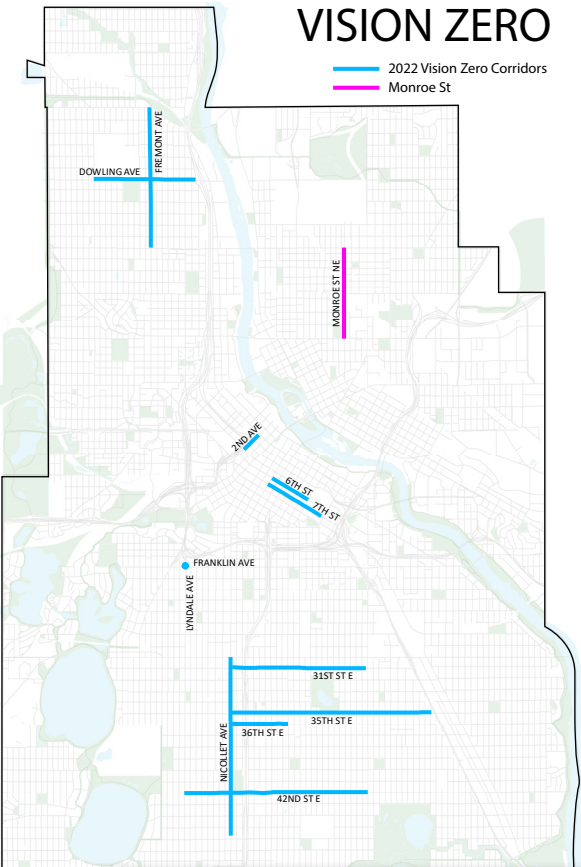 VISION ZERO
2022 Vision Zero Corridors
Monroe St
FREMONT AVE
DOWLING AVE
MONROE ST NE
2ND AVE
6TH ST
7TH ST
FRANKLIN AVE
LYNDALE AVE
31ST ST E
35TH ST E
36TH ST E
NICOLLET AVE
42ND ST E